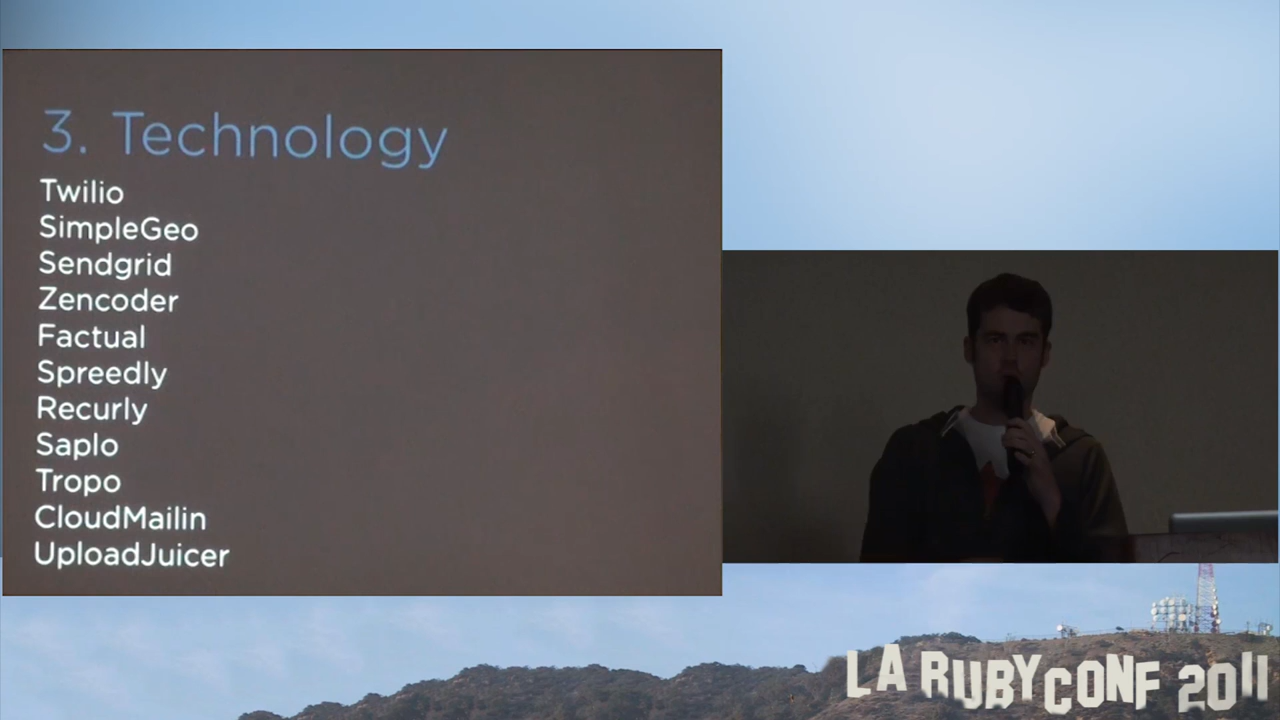 3. Technology
Twilio
SimpleGeo
Sendgrid
Zencoder
Factual
Spreedly
Recurly
Saplo
Tropo
CloudMailin
UploadJuicer
LA RUBYCONF 2011